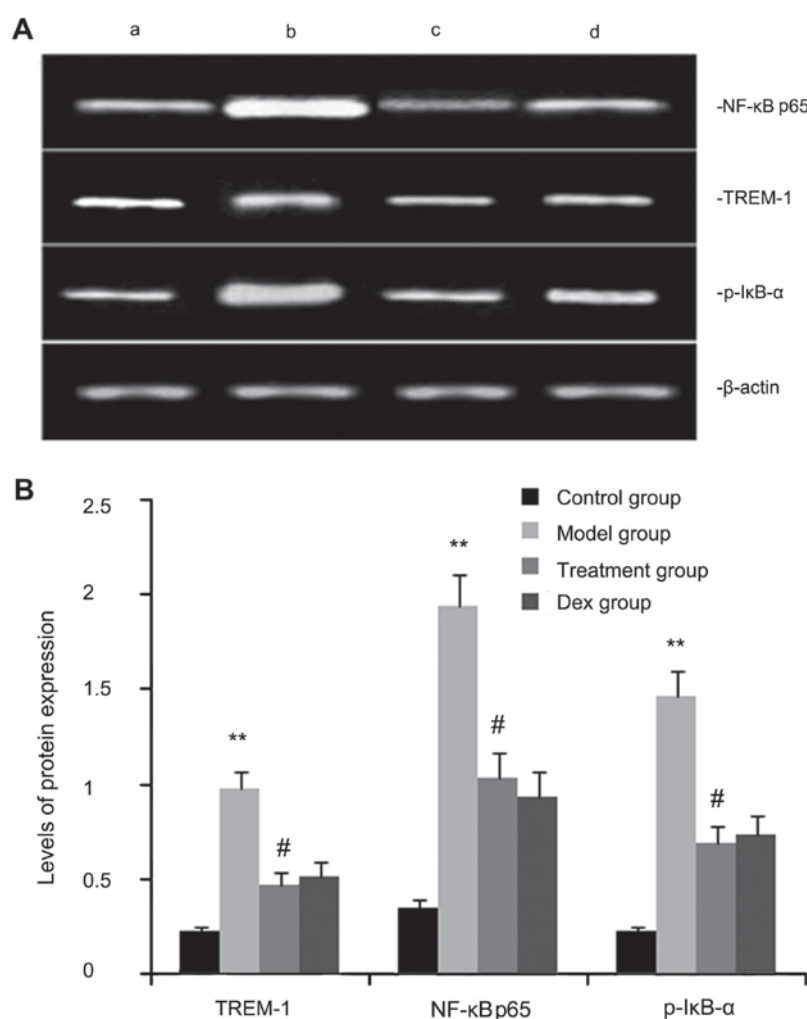 A
a b c d
-NF-κB p65
-TREM-1
-p-IκB-α
-β-actin
B
Control group
Model group
Treatment group
Dex group
Levels of protein expression
2.5
2
1.5
1
0.5
0
** #
** #
** #
TREM-1 NF-κBp65 p-IκB-α